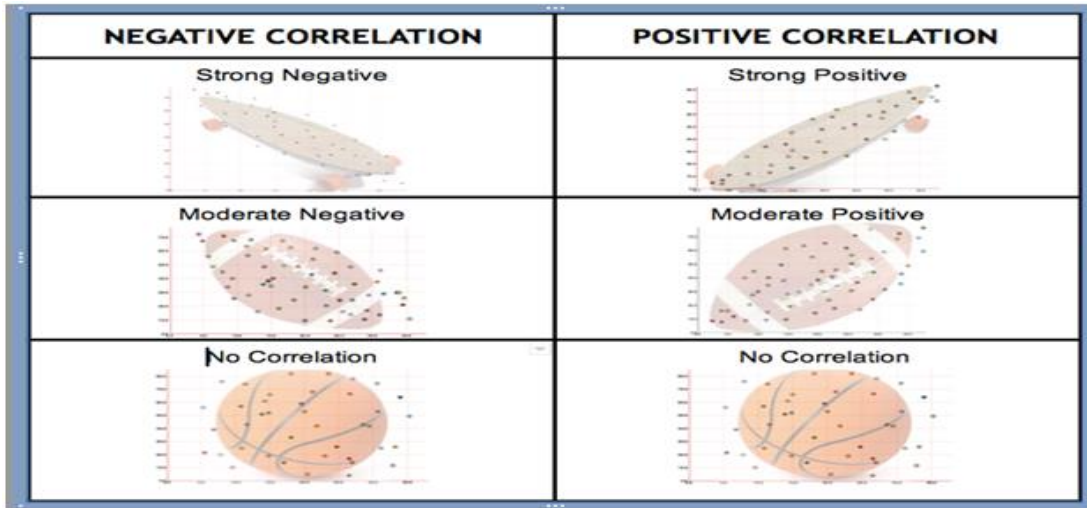 NEGATIVE CORRELATION
POSITIVE CORRELATION
Strong Negative
Strong Positive
Moderate Negative
Moderate Positive
No Correlation
No Correlation